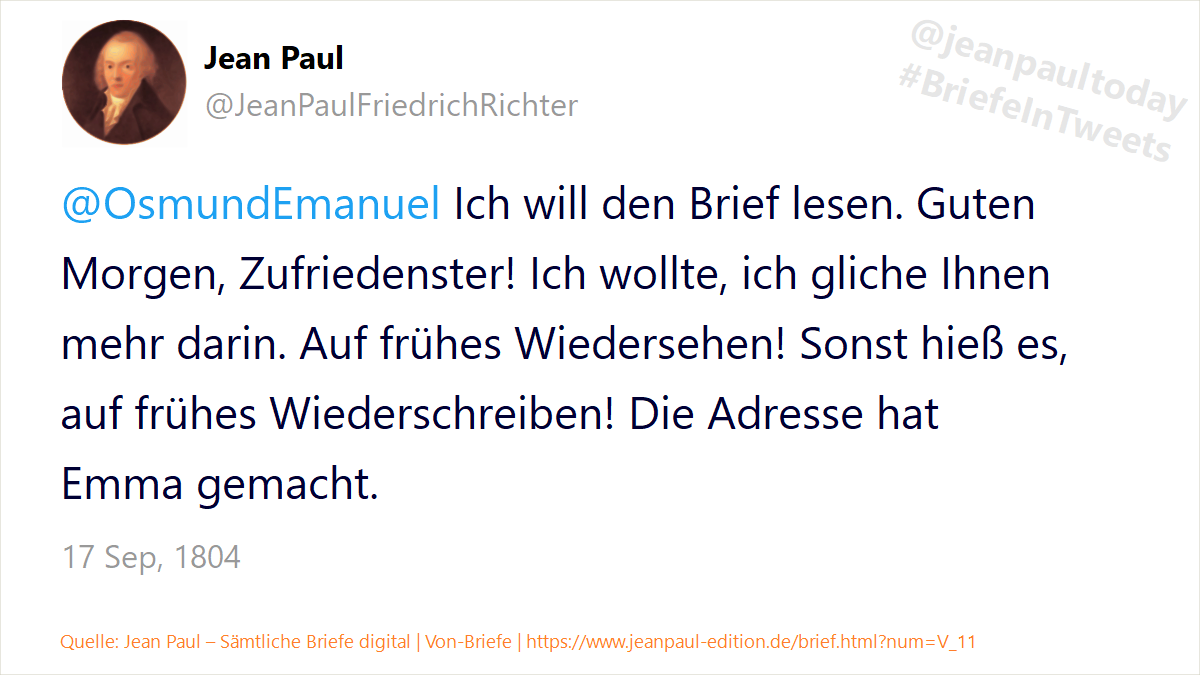 Jean Paul
@JeanPaulFriedrichRichter
@jeanpaultoday
#BriefeInTweets
@OsmundEmanuel Ich will den Brief lesen. Guten
Morgen, Zufriedenster! Ich wollte, ich gliche Ihnen
mehr darin. Auf frühes Wiedersehen! Sonst hieß es,
auf frühes Wiederschreiben! Die Adresse hat
Emma gemacht.
17 Sep, 1804
Quelle: Jean Paul – Sämtliche Briefe digital | Von-Briefe | https://www.jeanpaul-edition.de/brief.html?num=V_11